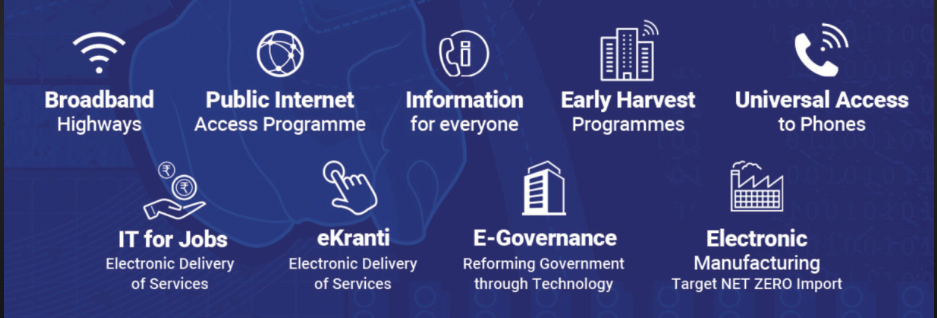 Broadband
Highways
Public Internet
Access Programme
Information
for everyone
Early Harvest
Programmes
Universal Access
to Phones
IT for Jobs
Electronic Delivery
of Services
eKranti
Electronic Delivery
of Services
E-Governance
Reforming Government
through Technology
Electronic
Manufacturing
Target NET ZERO Import